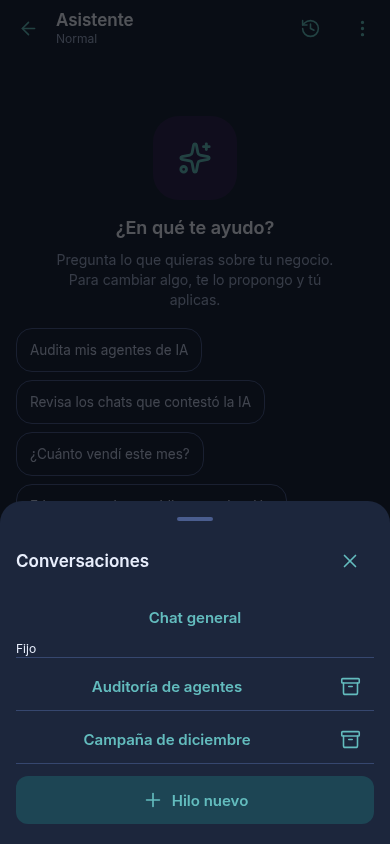 Asistente
Normal
¿En qué te ayudo?
Pregunta lo que quieras sobre tu negocio.
Para cambiar algo, te lo propongo y tú
aplicas.
Audita mis agentes de IA
Revisa los chats que contestó la IA
¿Cuánto vendí este mes?
Conversaciones
Chat general
Fijo
Auditoría de agentes
Campaña de diciembre
Hilo nuevo